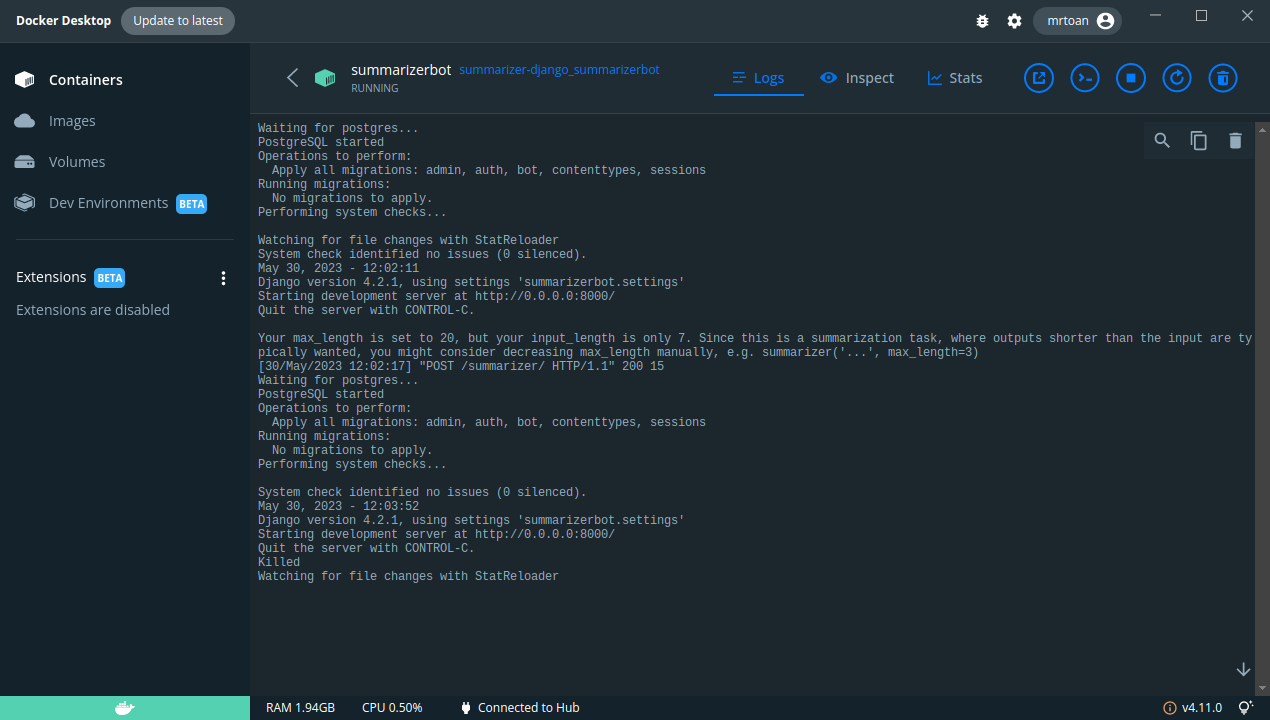 Docker Desktop Update to latest mrtoan
Containers
Images
Volumes
Dev Environments BETA
Extensions BETA
Extensions are disabled
summarizerbot summarizer-django_summarizerbot
RUNNING
Logs Inspect Stats
Waiting for postgres...
PostgreSQL started
Operations to perform:
  Apply all migrations: admin, auth, bot, contenttypes, sessions
Running migrations:
  No migrations to apply.
Performing system checks...

Watching for file changes with StatReloader
System check identified no issues (0 silenced).
May 30, 2023 - 12:02:11
Django version 4.2.1, using settings 'summarizerbot.settings'
Starting development server at http://0.0.0.0:8000/
Quit the server with CONTROL-C.

Your max_length is set to 20, but your input_length is only 7. Since this is a summarization task, where outputs shorter than the input are ty
pically wanted, you might consider decreasing max_length manually, e.g. summarizer('...', max_length=3)
[30/May/2023 12:02:17] "POST /summarizer/ HTTP/1.1" 200 15
Waiting for postgres...
PostgreSQL started
Operations to perform:
  Apply all migrations: admin, auth, bot, contenttypes, sessions
Running migrations:
  No migrations to apply.
Performing system checks...

System check identified no issues (0 silenced).
May 30, 2023 - 12:03:52
Django version 4.2.1, using settings 'summarizerbot.settings'
Starting development server at http://0.0.0.0:8000/
Quit the server with CONTROL-C.
Killed
Watching for file changes with StatReloader
RAM 1.94GB CPU 0.50% Connected to Hub v4.11.0